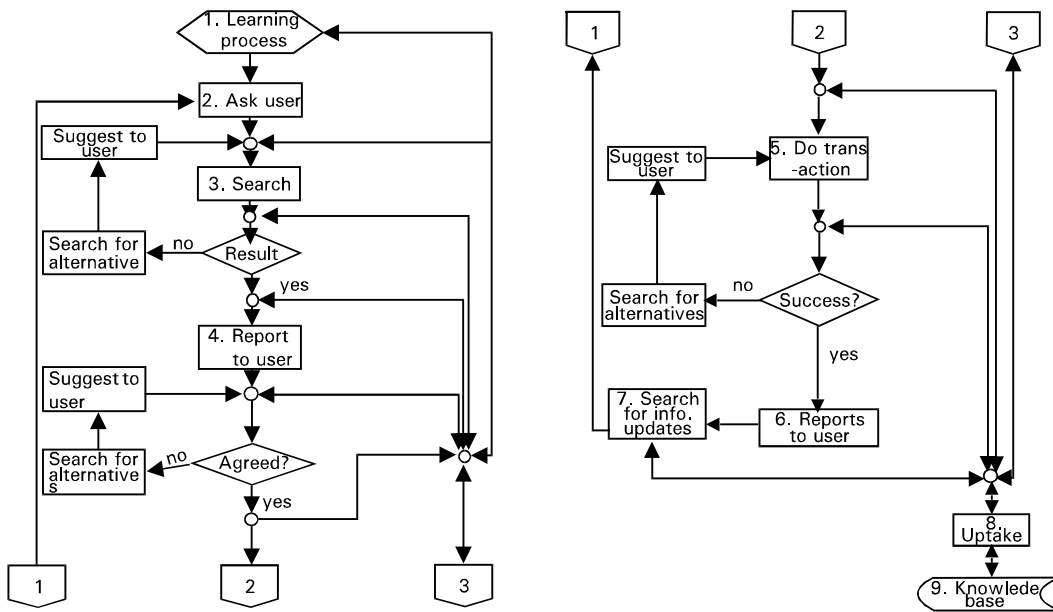 1. Learning
process
2. Ask user
Suggest to
user
3. Search
Search for
alternative
no
Result
yes
4. Report
to user
Suggest to
user
Search for
alternative
s
no
Agreed?
yes
1
2
3
1
2
3
Suggest to
user
5. Do trans
-action
Search for
alternatives
no
Success?
yes
7. Search
for info.
updates
6. Reports
to user
8.
Uptake
9. Knowlede
base